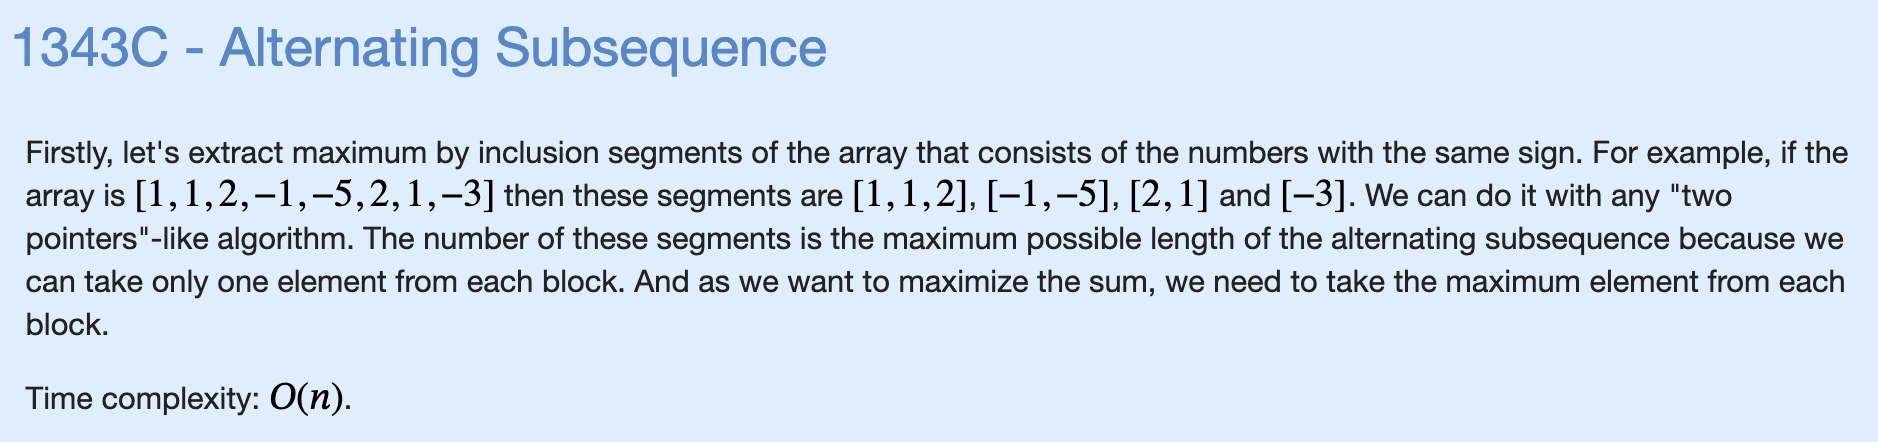 1343C - Alternating Subsequence
Firstly, let's extract maximum by inclusion segments of the array that consists of the numbers with the same sign. For example, if the
array is [1,1,2,−1,−5,2,1,−3] then these segments are [1,1,2], [−1,−5], [2,1] and [−3]. We can do it with any "two
pointers"-like algorithm. The number of these segments is the maximum possible length of the alternating subsequence because we
can take only one element from each block. And as we want to maximize the sum, we need to take the maximum element from each
block.
Time complexity: O(n).